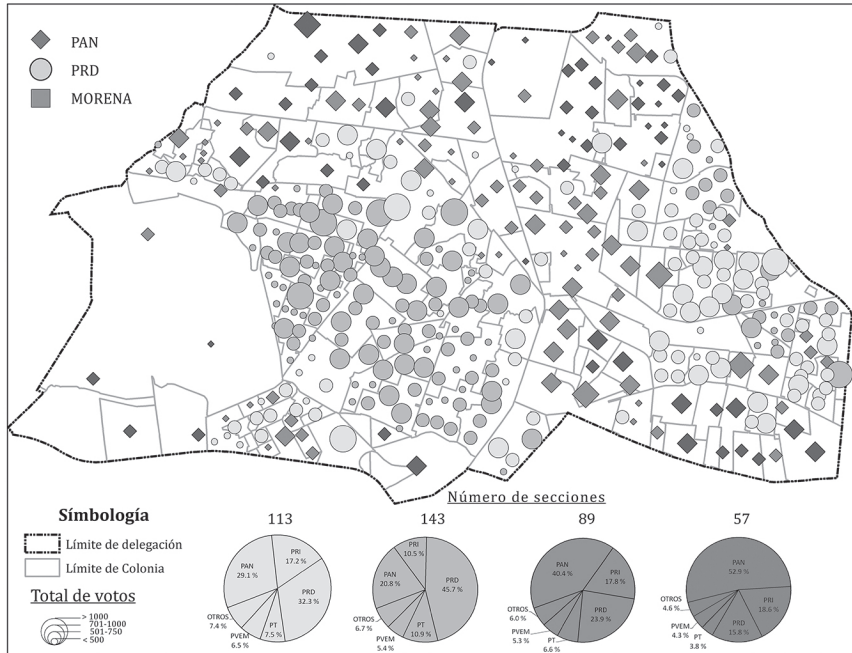 PAN
PRD
MORENA
Número de secciones
Símbología
Límite de delegación
Límite de Colonia
Total de votos
> 1000
701-1000
501-750
< 500
113
PRI
17.2 %
PAN
29.1 %
PRD
32.3 %
OTROS
7.4 %
PT
7.5 %
PVEM
6.5 %
143
PRI
10.5 %
PAN
20.8 %
PRD
45.7 %
OTROS
6.7 %
PVEM
5.4 %
PT
10.9 %
89
PAN
40.4 %
PRI
17.8 %
OTROS
6.0 %
PRD
23.9 %
PVEM
5.3 %
PT
6.6 %
57
PAN
52.9 %
PRI
18.6 %
OTROS
4.6 %
PVEM
4.3 %
PT
3.8 %
PRD
15.8 %